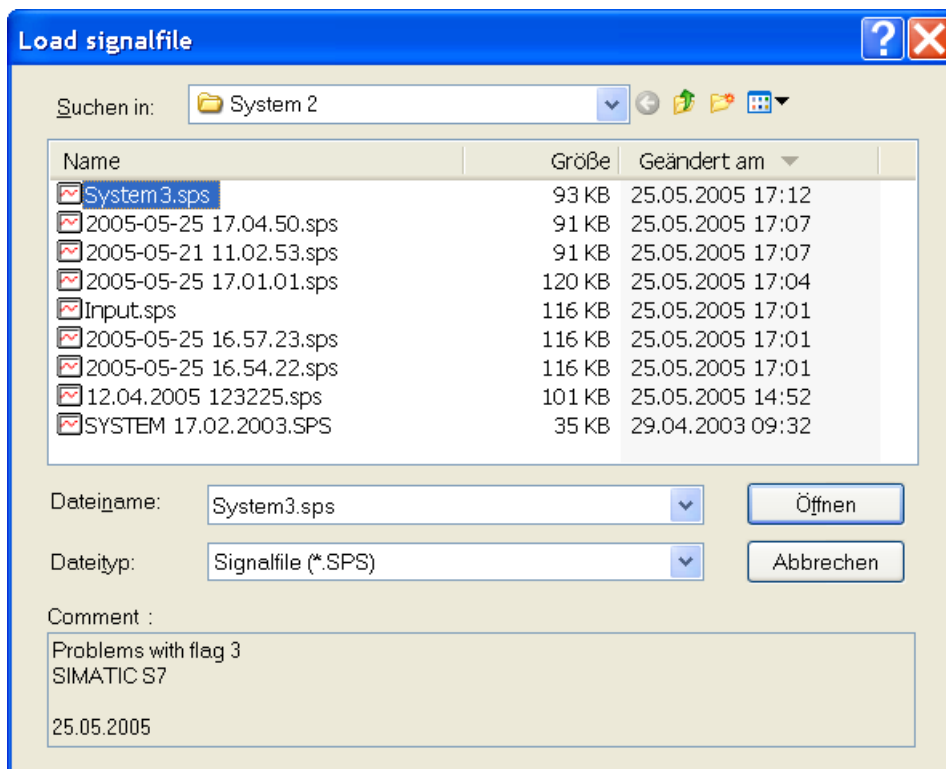 Load signalfile
Suchen in: System 2
Name Größe Geändert am
System3.sps 93 KB 25.05.2005 17:12
2005-05-25 17.04.50.sps 91 KB 25.05.2005 17:07
2005-05-21 11.02.53.sps 91 KB 25.05.2005 17:07
2005-05-25 17.01.01.sps 120 KB 25.05.2005 17:04
Input.sps 116 KB 25.05.2005 17:01
2005-05-25 16.57.23.sps 116 KB 25.05.2005 17:01
2005-05-25 16.54.22.sps 116 KB 25.05.2005 17:01
12.04.2005 123225.sps 101 KB 25.05.2005 14:52
SYSTEM 17.02.2003.SPS 35 KB 29.04.2003 09:32
Dateiname: System3.sps Öffnen
Dateityp: Signalfile (*.SPS) Abbrechen
Comment :
Problems with flag 3
SIMATIC S7
25.05.2005